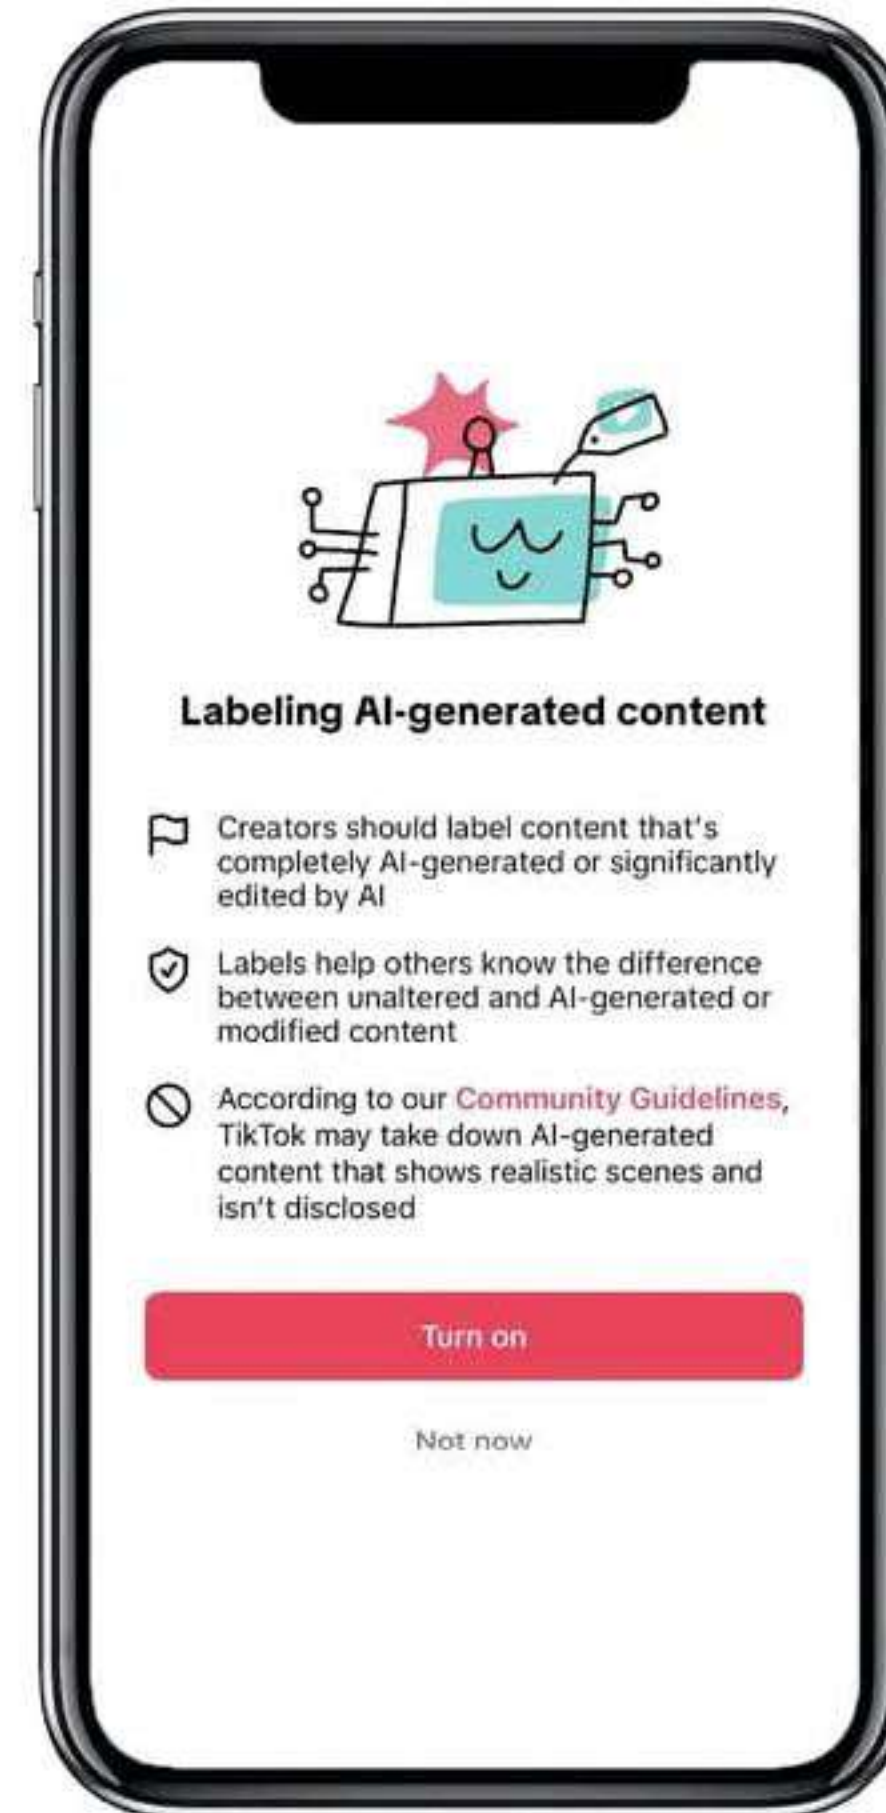 Labeling AI-generated content
Creators should label content that's
completely AI-generated or significantly
edited by AI
Labels help others know the difference
between unaltered and AI-generated or
modified content
According to our Community Guidelines,
TikTok may take down AI-generated
content that shows realistic scenes and
isn't disclosed
Turn on
Not now